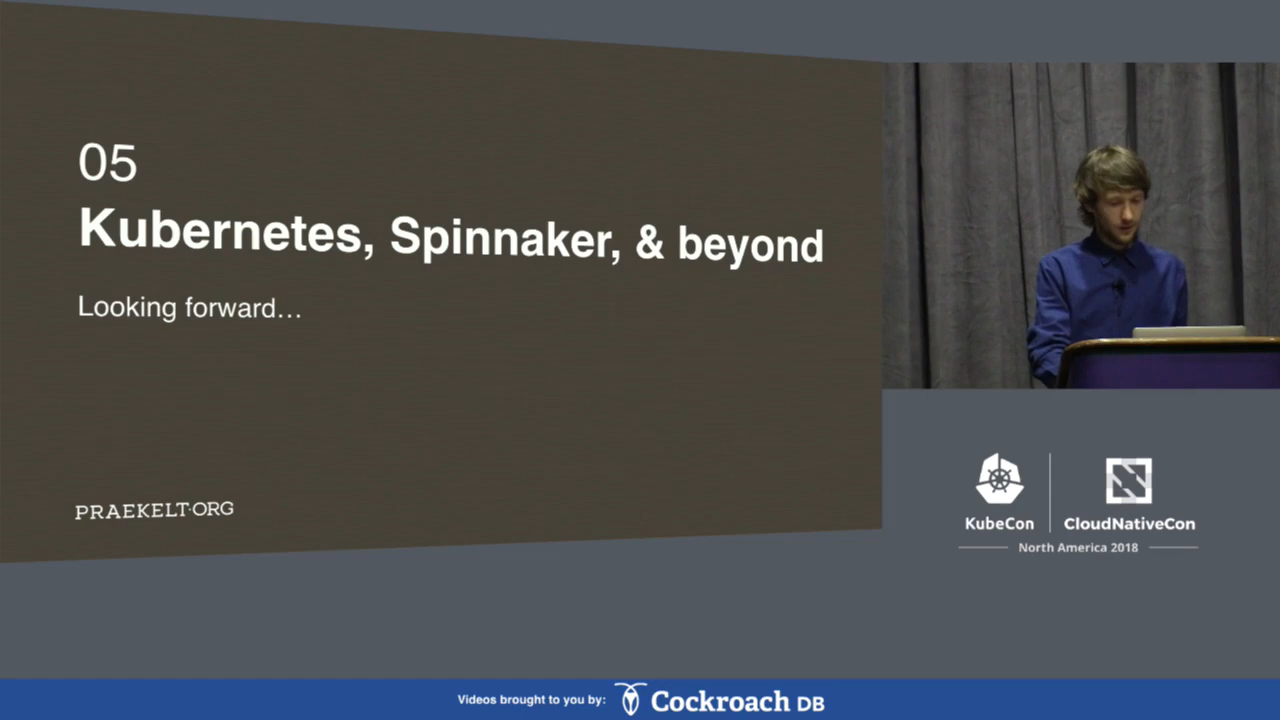 05
Kubernetes, Spinnaker, & beyond
Looking forward…
PRAEKELT.ORG
KubeCon
CloudNativeCon
North America 2018
Videos brought to you by:
Cockroach DB